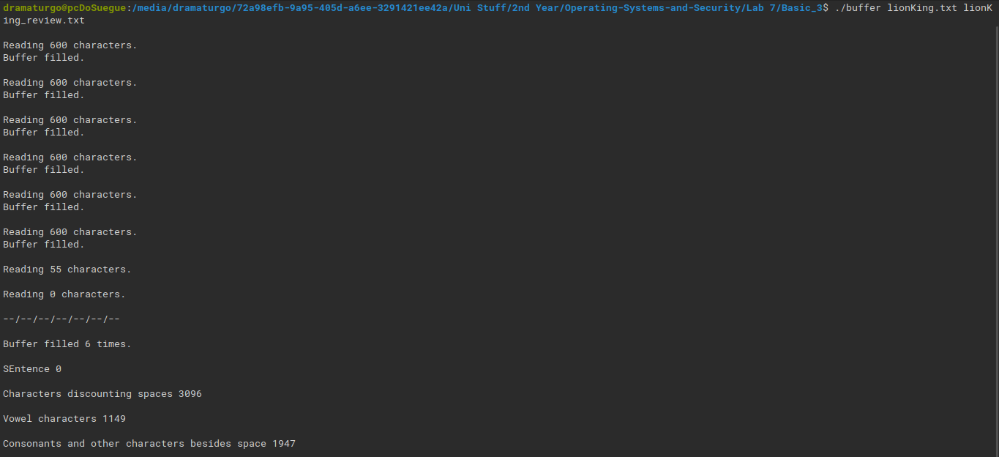 dramaturgo@pcDoSuegue:/media/dramaturgo/72a98efb-9a95-405d-a6ee-3291421ee42a/Uni Stuff/2nd Year/Operating-Systems-and-Security/Lab 7/Basic_3$ ./buffer lionKing.txt lionK
ing_review.txt
Reading 600 characters.
Buffer filled.
Reading 600 characters.
Buffer filled.
Reading 600 characters.
Buffer filled.
Reading 600 characters.
Buffer filled.
Reading 600 characters.
Buffer filled.
Reading 600 characters.
Buffer filled.
Reading 55 characters.
Reading 0 characters.
--/--/--/--/--/--/--
Buffer filled 6 times.
SEntence 0
Characters discounting spaces 3096
Vowel characters 1149
Consonants and other characters besides space 1947